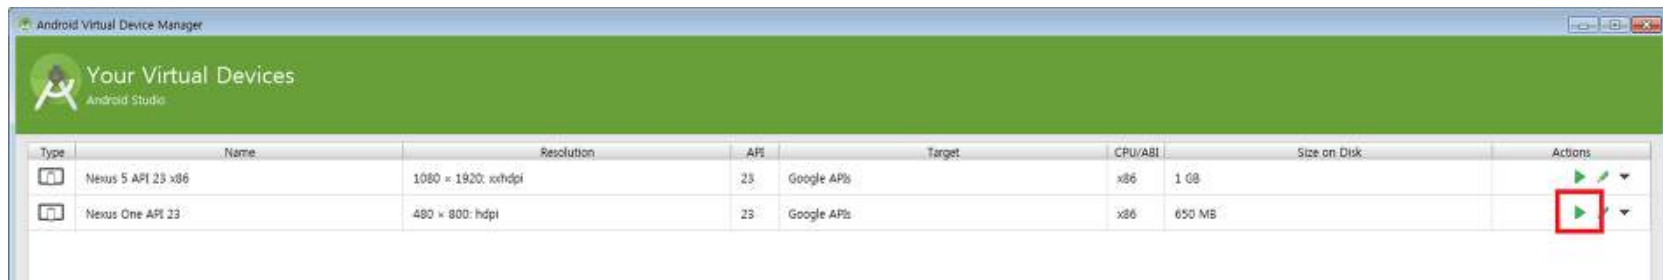 Android Virtual Device Manager
Your Virtual Devices
Android Studio
Type Name Resolution API Target CPU/ABI Size on Disk Actions
Nexus 5 API 23 x86 1080 × 1920: xxhdpi 23 Google APIs x86 1 GB
Nexus One API 23 480 × 800: hdpi 23 Google APIs x86 650 MB